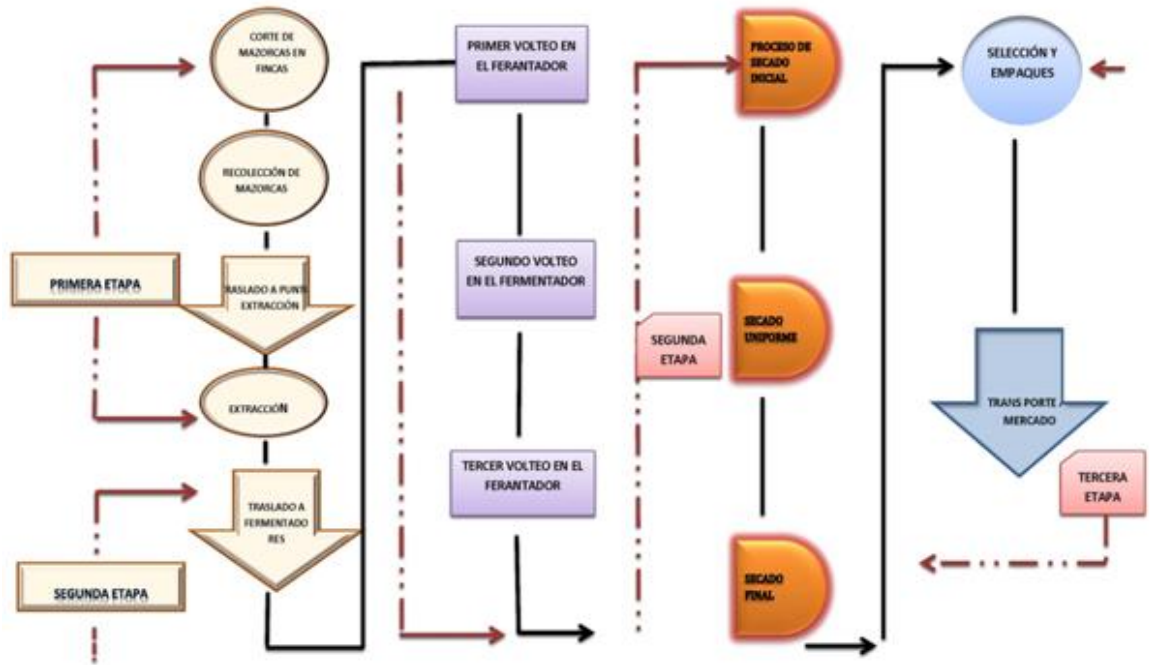 CORTE DE
MAZORCAS EN
FINCAS
RECOLECCIÓN DE
MAZORCAS
PRIMERA ETAPA
RASLADO A PUNT
EXTRACCIÓN
EXTRACCIÓN
TRASLADO A
FERMENTADO
RES
SEGUNDA ETAPA
PRIMER VOLTEO EN
EL FERANTADOR
SEGUNDO VOLTEO
EN EL FERMENTADOR
TERCER VOLTEO EN EL
FERANTADOR
PROCESO DE
SECADO
INICIAL
SEGUNDA
ETAPA
SECADO
UNIFORME
SECADO
FINAL
SELECCIÓN Y
EMPAQUES
TRANS PORTE
MERCADO
TERCERA
ETAPA